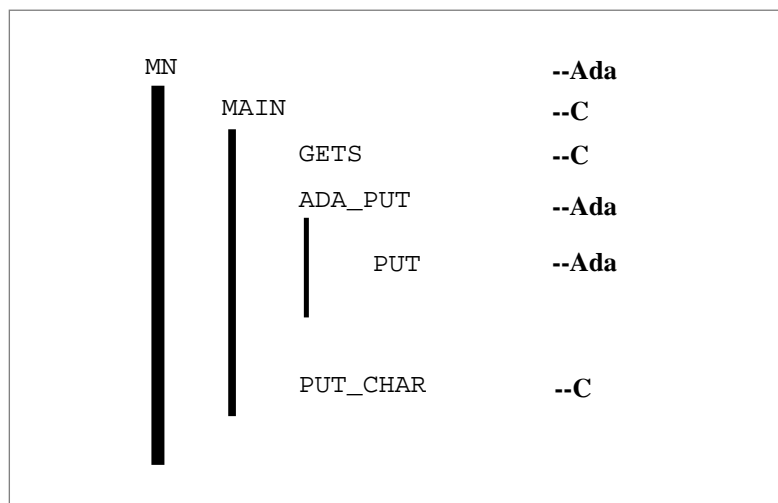 MN --Ada
MAIN --C
GETS --C
ADA_PUT --Ada
PUT --Ada
PUT_CHAR --C